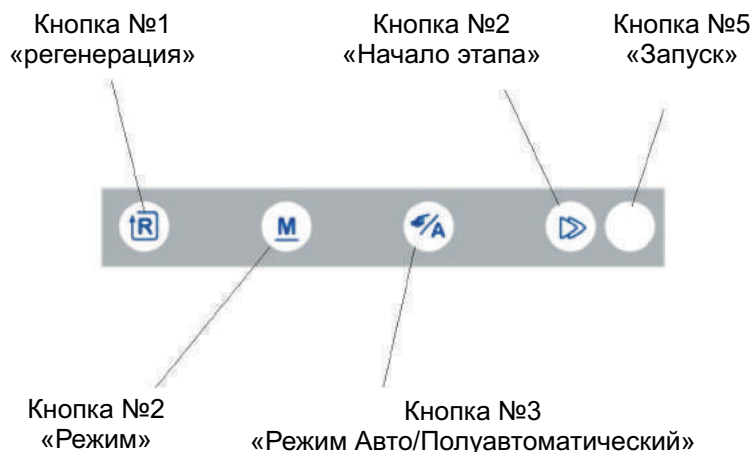 Кнопка №1
«регенерация»
Кнопка №2
«Начало этапа»
Кнопка №5
«Запуск»
R
M
/A
Кнопка №2
«Режим»
Кнопка №3
«Режим Авто/Полуавтоматический»